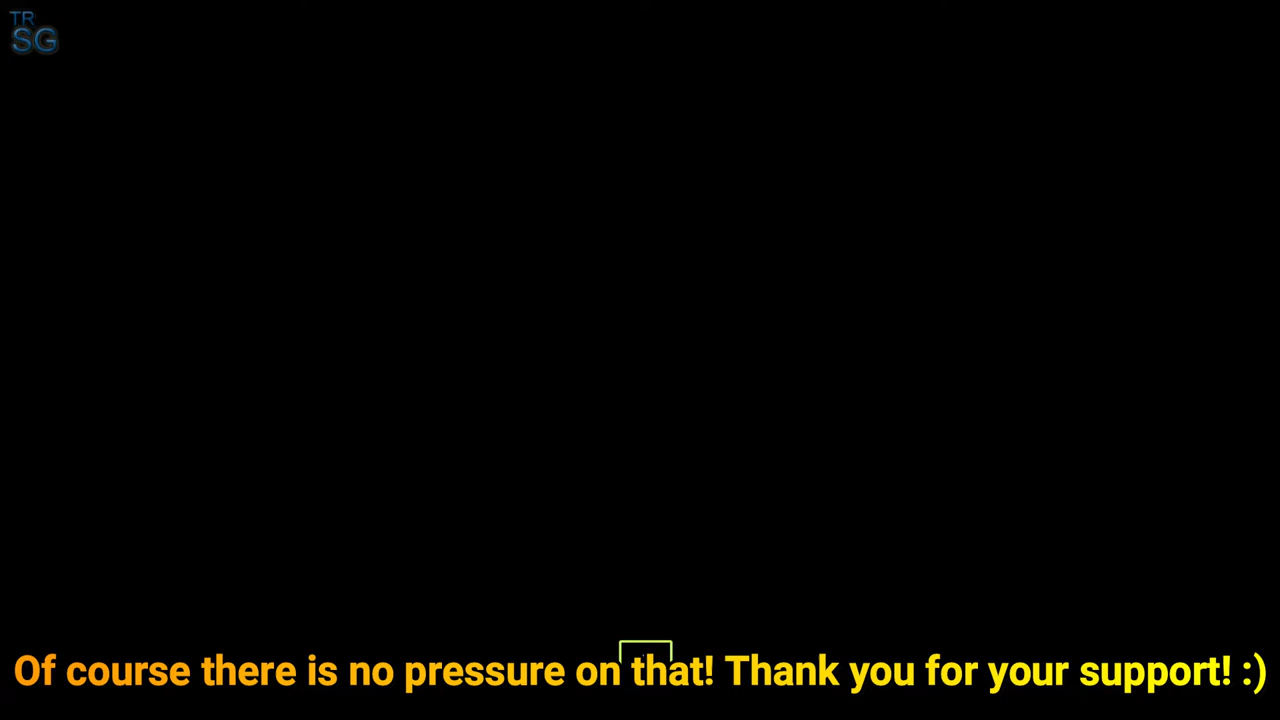 TR
SG
Of course there is no pressure on that! Thank you for your support! :)